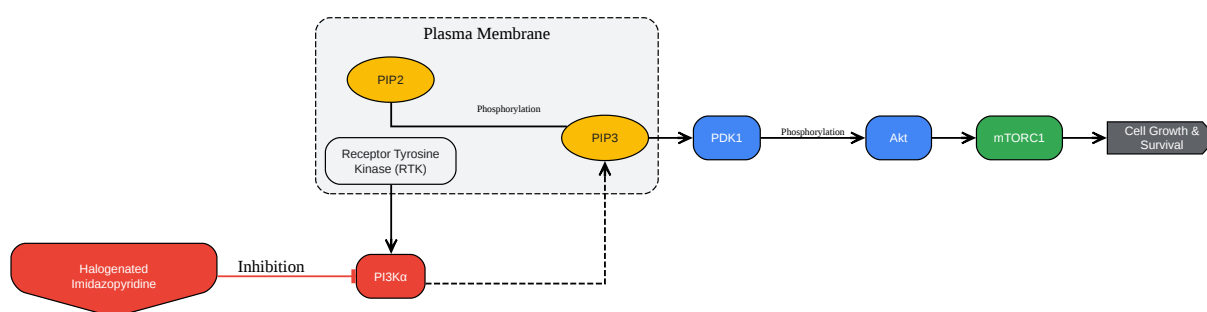 Plasma Membrane
PIP2
Phosphorylation
PIP3
PDK1
Phosphorylation
Akt
mTORC1
Cell Growth &
Survival
Receptor Tyrosine
Kinase (RTK)
Halogenated
Imidazopyridine
Inhibition
PI3Kα